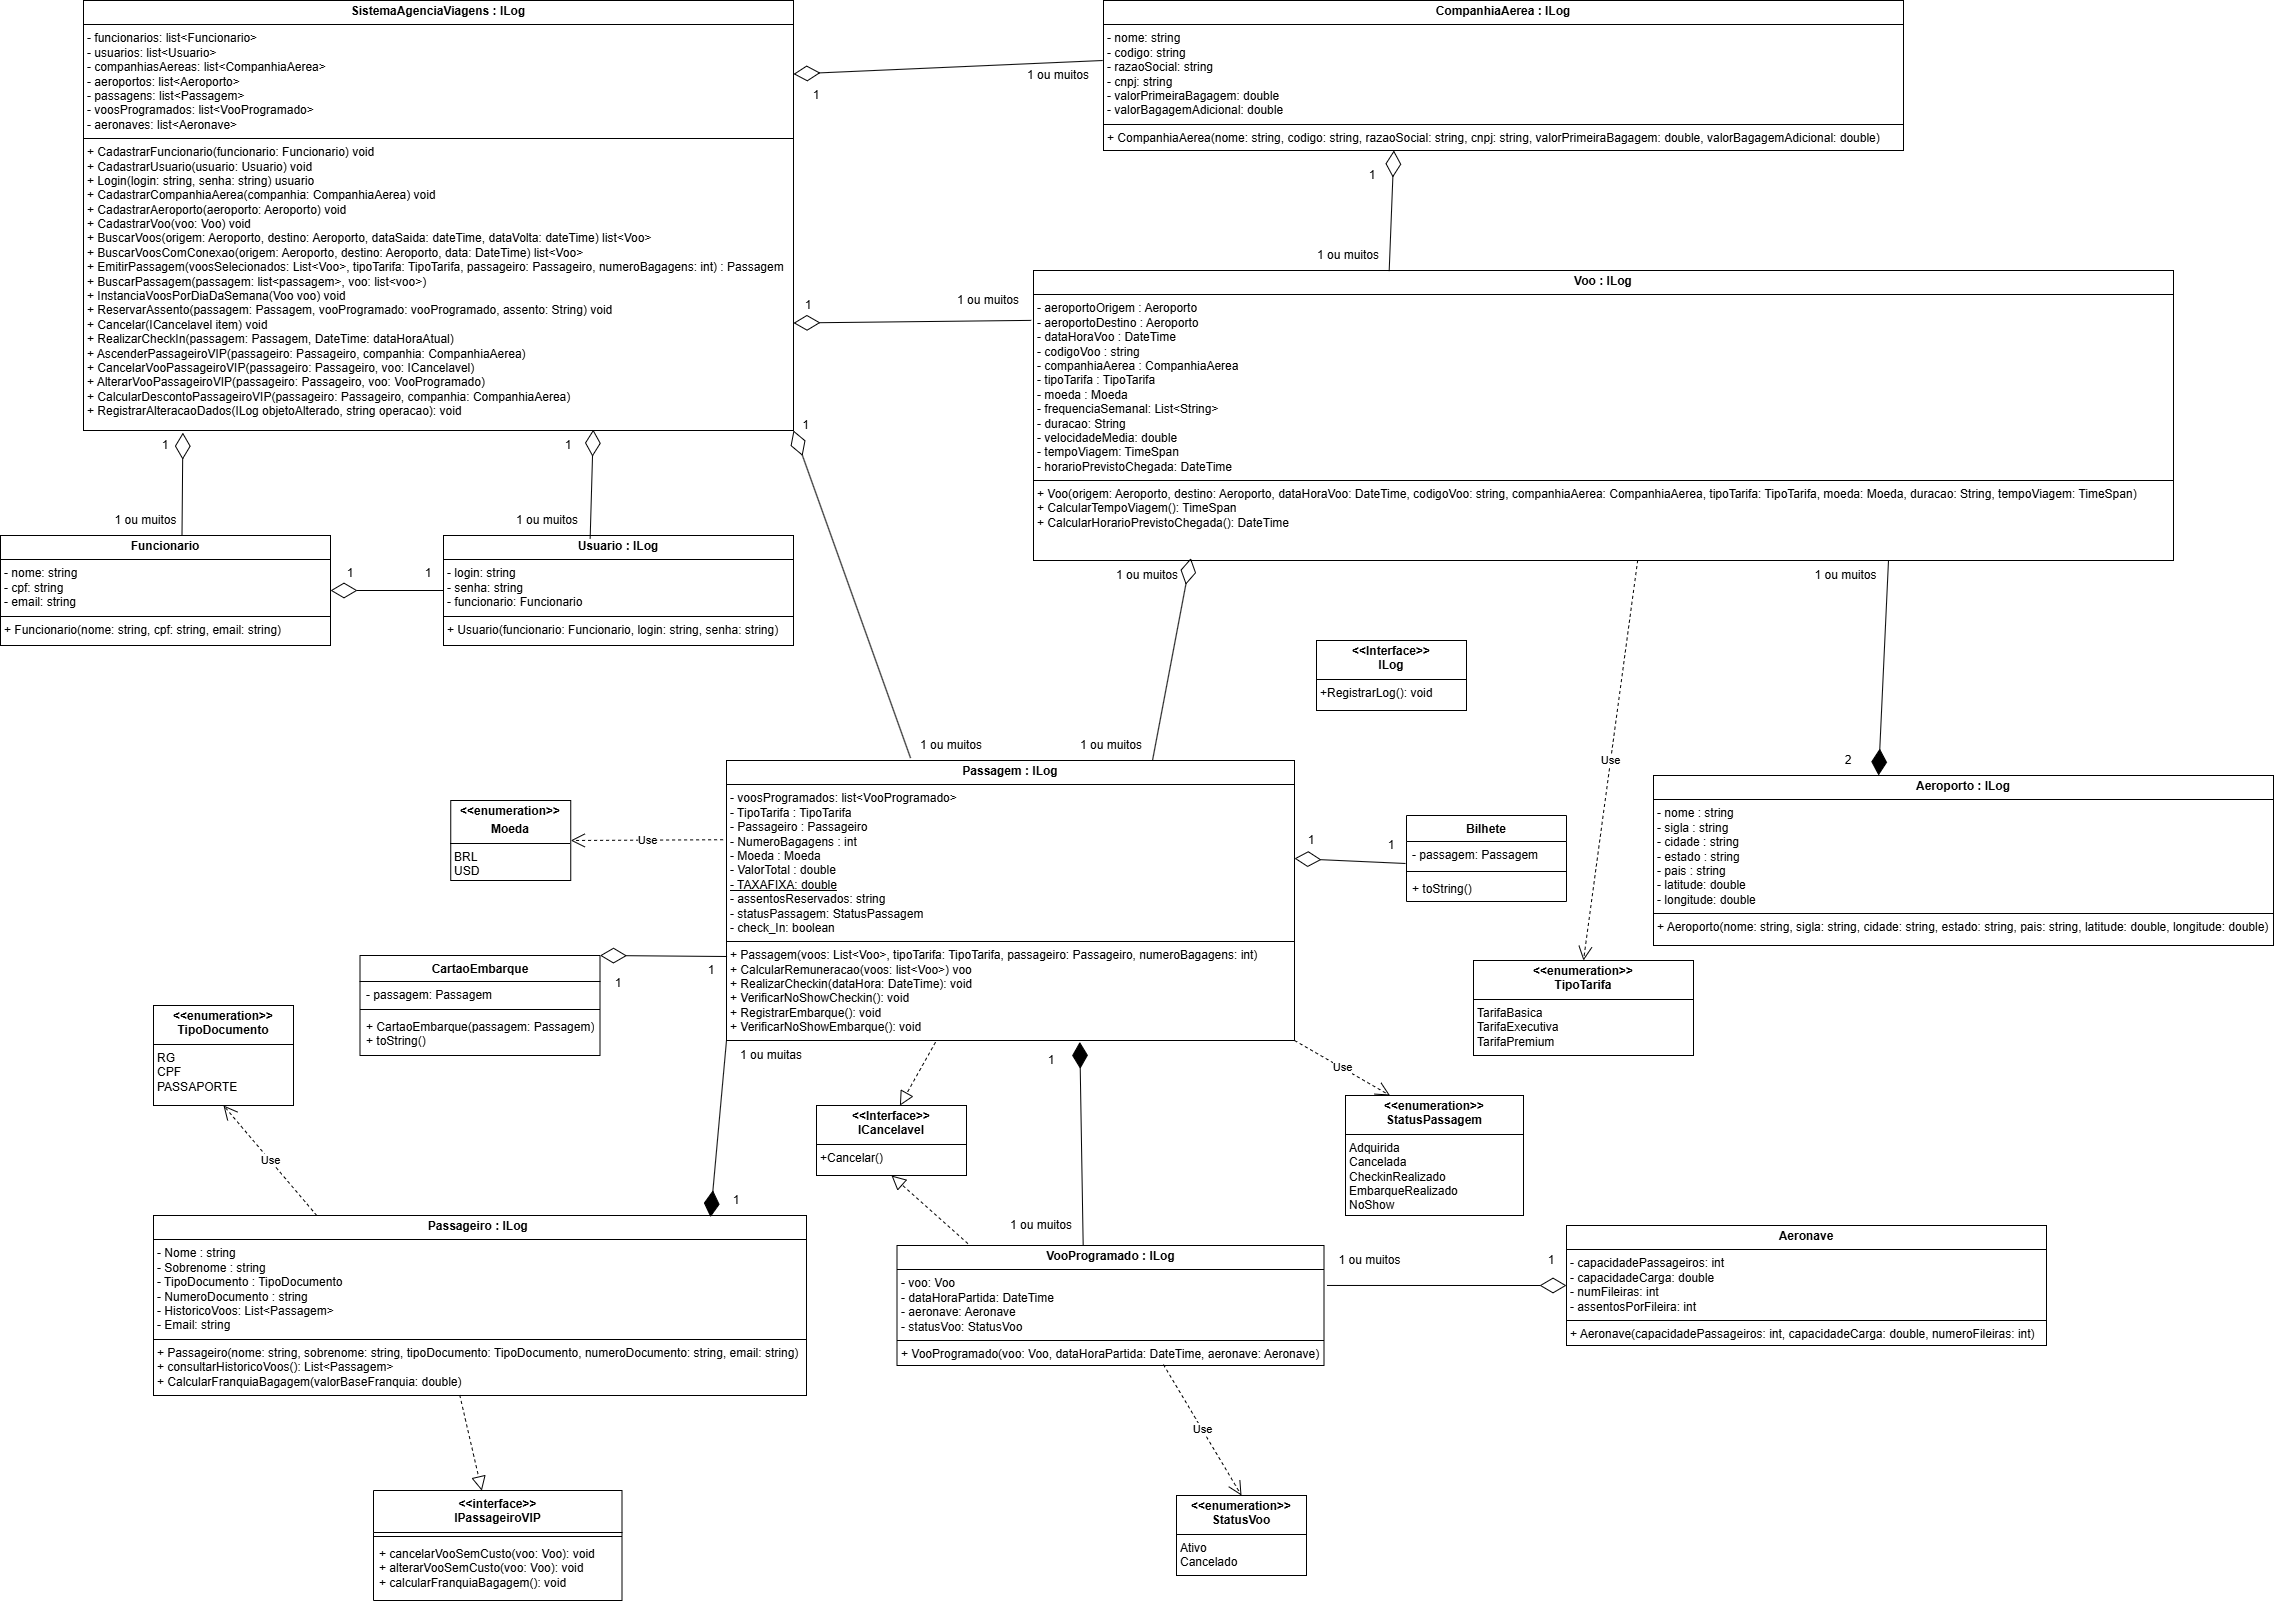 SistemaAgenciaViagens : ILog
- funcionarios: list<Funcionario>
- usuarios: list<Usuario>
- companhiasAereas: list<CompanhiaAerea>
- aeroportos: list<Aeroporto>
- passagens: list<Passagem>
- voosProgramados: list<VooProgramado>
- aeronaves: list<Aeronave>
+ CadastrarFuncionario(funcionario: Funcionario) void
+ CadastrarUsuario(usuario: Usuario) void
+ Login(login: string, senha: string) usuario
+ CadastrarCompanhiaAerea(companhia: CompanhiaAerea) void
+ CadastrarAeroporto(aeroporto: Aeroporto) void
+ CadastrarVoo(voo: Voo) void
+ BuscarVoos(origem: Aeroporto, destino: Aeroporto, dataSaida: dateTime, dataVolta: dateTime) list<Voo>
+ BuscarVoosComConexao(origem: Aeroporto, destino: Aeroporto, data: DateTime) list<Voo>
+ EmitirPassagem(voosSelecionados: List<Voo>, tipoTarifa: TipoTarifa, passageiro: Passageiro, numeroBagagens: int) : Passagem
+ BuscarPassagem(passagem: list<passagem>, voo: list<voo>)
+ InstanciaVoosPorDiaDaSemana(Voo voo) void
+ ReservarAssento(passagem: Passagem, vooProgramado: vooProgramado, assento: String) void
+ Cancelar(ICancelavel item) void
+ RealizarCheckIn(passagem: Passagem, DateTime: dataHoraAtual)
+ AscenderPassageiroVIP(passageiro: Passageiro, companhia: CompanhiaAerea)
+ CancelarVooPassageiroVIP(passageiro: Passageiro, voo: ICancelavel)
+ AlterarVooPassageiroVIP(passageiro: Passageiro, voo: VooProgramado)
+ CalcularDescontoPassageiroVIP(passageiro: Passageiro, companhia: CompanhiaAerea)
+ RegistrarAlteracaoDados(ILog objetoAlterado, string operacao): void
1
1 ou muitos
CompanhiaAerea : ILog
- nome: string
- codigo: string
- razaoSocial: string
- cnpj: string
- valorPrimeiraBagagem: double
- valorBagagemAdicional: double
+ CompanhiaAerea(nome: string, codigo: string, razaoSocial: string, cnpj: string, valorPrimeiraBagagem: double, valorBagagemAdicional: double)
1
1 ou muitos
1
1 ou muitos
Voo : ILog
- aeroportoOrigem : Aeroporto
- aeroportoDestino : Aeroporto
- dataHoraVoo : DateTime
- codigoVoo : string
- companhiaAerea : CompanhiaAerea
- tipoTarifa : TipoTarifa
- moeda : Moeda
- frequenciaSemanal: List<String>
- duracao: String
- velocidadeMedia: double
- tempoViagem: TimeSpan
- horarioPrevistoChegada: DateTime
+ Voo(origem: Aeroporto, destino: Aeroporto, dataHoraVoo: DateTime, codigoVoo: string, companhiaAerea: CompanhiaAerea, tipoTarifa: TipoTarifa, moeda: Moeda, duracao: String, tempoViagem: TimeSpan)
+ CalcularTempoViagem(): TimeSpan
+ CalcularHorarioPrevistoChegada(): DateTime
1
1
1
1 ou muitos
1 ou muitos
Funcionario
- nome: string
- cpf: string
- email: string
+ Funcionario(nome: string, cpf: string, email: string)
1
1
Usuario : ILog
- login: string
- senha: string
- funcionario: Funcionario
+ Usuario(funcionario: Funcionario, login: string, senha: string)
1 ou muitos
1 ou muitos
<<Interface>>
ILog
+RegistrarLog(): void
1 ou muitos
1 ou muitos
Use
2
Passagem : ILog
- voosProgramados: list<VooProgramado>
- TipoTarifa : TipoTarifa
- Passageiro : Passageiro
- NumeroBagagens : int
- Moeda : Moeda
- ValorTotal : double
- TAXAFIXA: double
- assentosReservados: string
- statusPassagem: StatusPassagem
- check_In: boolean
+ Passagem(voos: List<Voo>, tipoTarifa: TipoTarifa, passageiro: Passageiro, numeroBagagens: int)
+ CalcularRemuneracao(voos: list<Voo>) voo
+ RealizarCheckin(dataHora: DateTime): void
+ VerificarNoShowCheckin(): void
+ RegistrarEmbarque(): void
+ VerificarNoShowEmbarque(): void
<<enumeration>>
Moeda
BRL
USD
Use
1
1
Bilhete
- passagem: Passagem
+ toString()
Aeroporto : ILog
- nome : string
- sigla : string
- cidade : string
- estado : string
- pais : string
- latitude: double
- longitude: double
+ Aeroporto(nome: string, sigla: string, cidade: string, estado: string, pais: string, latitude: double, longitude: double)
CartaoEmbarque
- passagem: Passagem
+ CartaoEmbarque(passagem: Passagem)
+ toString()
1
1
<<enumeration>>
TipoTarifa
TarifaBasica
TarifaExecutiva
TarifaPremium
<<enumeration>>
TipoDocumento
RG
CPF
PASSAPORTE
Use
1 ou muitas
1
1
Use
<<Interface>>
ICancelavel
+Cancelar()
<<enumeration>>
StatusPassagem
Adquirida
Cancelada
CheckinRealizado
EmbarqueRealizado
NoShow
Passageiro : ILog
- Nome : string
- Sobrenome : string
- TipoDocumento : TipoDocumento
- NumeroDocumento : string
- HistoricoVoos: List<Passagem>
- Email: string
+ Passageiro(nome: string, sobrenome: string, tipoDocumento: TipoDocumento, numeroDocumento: string, email: string)
+ consultarHistoricoVoos(): List<Passagem>
+ CalcularFranquiaBagagem(valorBaseFranquia: double)
1 ou muitos
VooProgramado : ILog
- voo: Voo
- dataHoraPartida: DateTime
- aeronave: Aeronave
- statusVoo: StatusVoo
+ VooProgramado(voo: Voo, dataHoraPartida: DateTime, aeronave: Aeronave)
1 ou muitos
1
Aeronave
- capacidadePassageiros: int
- capacidadeCarga: double
- numFileiras: int
- assentosPorFileira: int
+ Aeronave(capacidadePassageiros: int, capacidadeCarga: double, numeroFileiras: int)
Use
<<interface>>
IPassageiroVIP
+ cancelarVooSemCusto(voo: Voo): void
+ alterarVooSemCusto(voo: Voo): void
+ calcularFranquiaBagagem(): void
<<enumeration>>
StatusVoo
Ativo
Cancelado